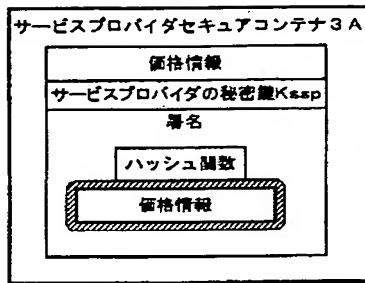 サービスプロバイダセキュアコンテナ3A
価格情報
サービスプロバイダの秘密鍵Kssp
署名
ハッシュ関数
価格情報